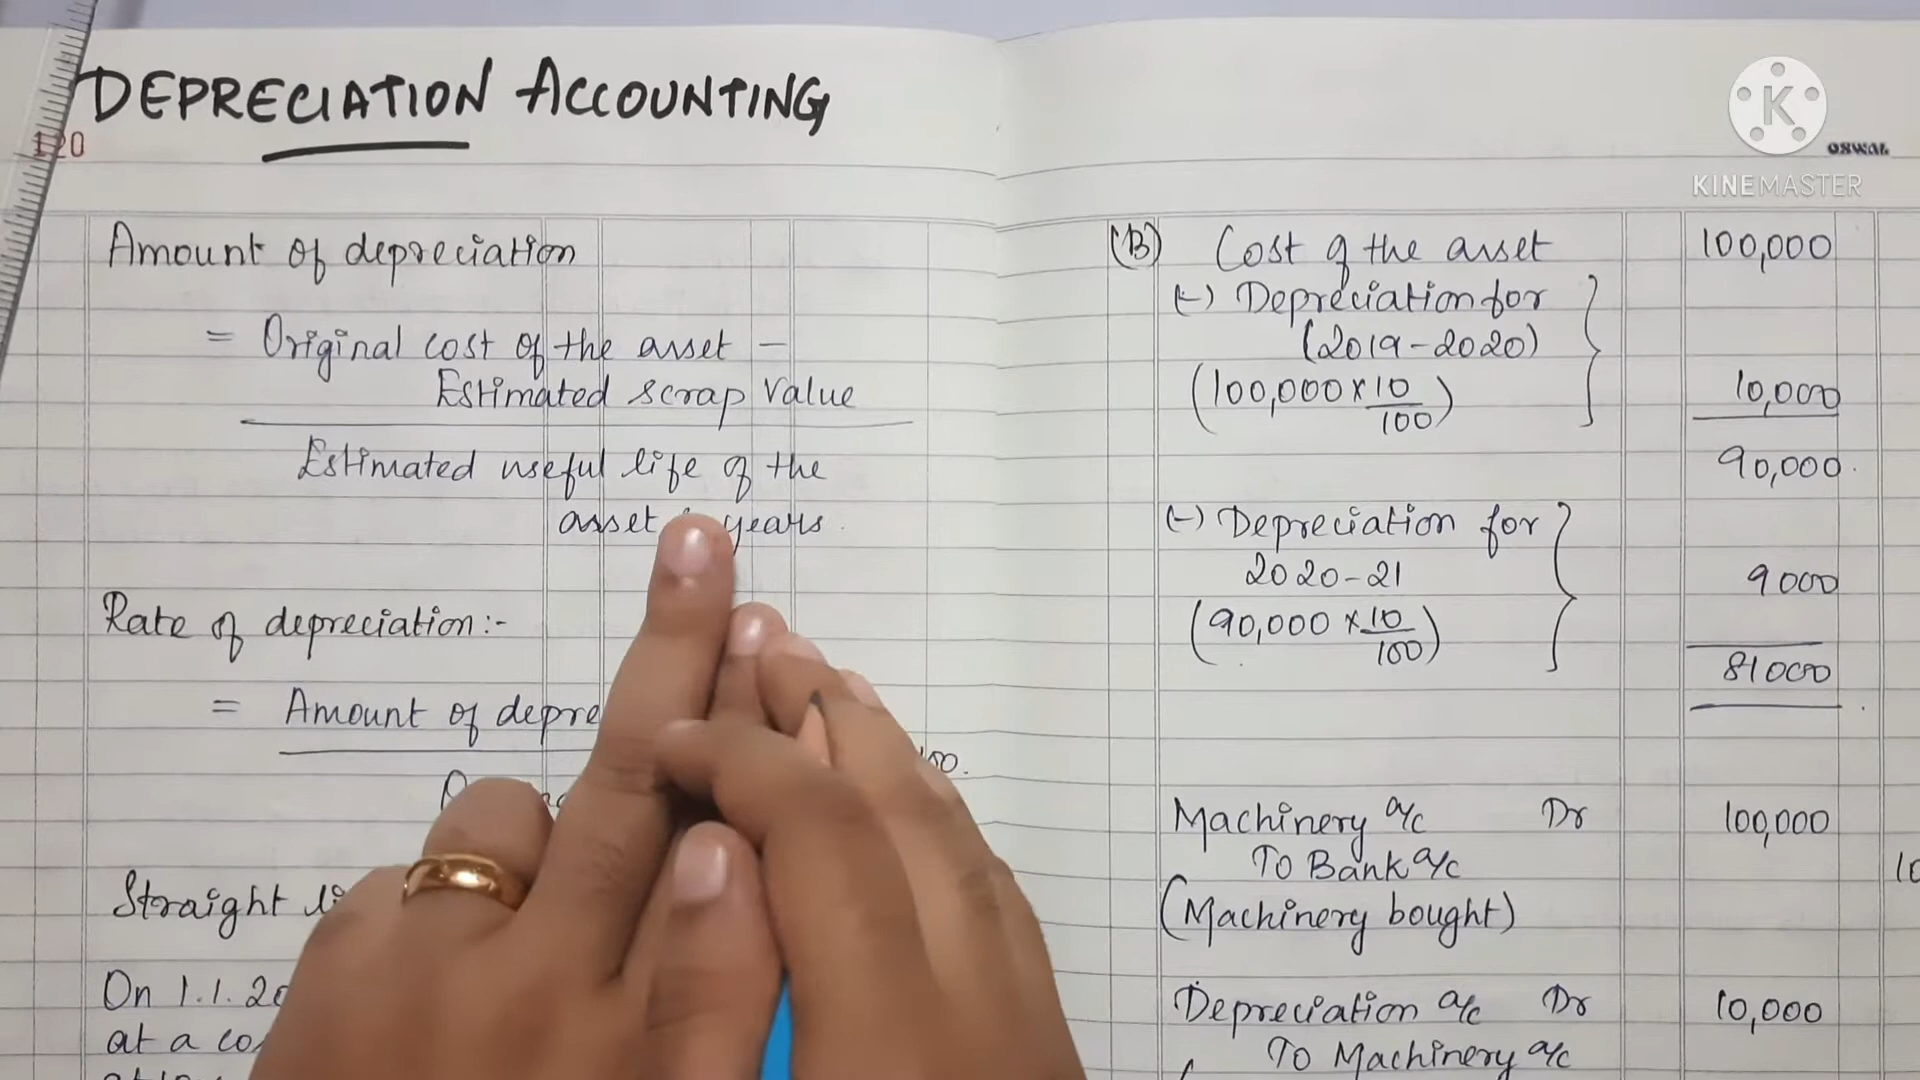 DEPRECIATION ACCOUNTING
120
Amount of depreciation
= Original cost of the asset -
Estimated scrap value
Estimated useful life of the
asset years.
Rate of depreciation:-
= Amount of depre
Straight
On 1.1.20
at a
K
KINEMASTER
OSWAL
(B) Cost of the asset 100,000
(-) Depreciation for
(2019-2020)
(100,000 × 10 10,000
100)
90,000.
(-) Depreciation for
2020-21 9000
(90,000 × 10
100)
81000
Machinery a/c Dr 100,000
To Bank a/c
(Machinery bought)
Depreciation a/c Dr 10,000
To Machinery a/c